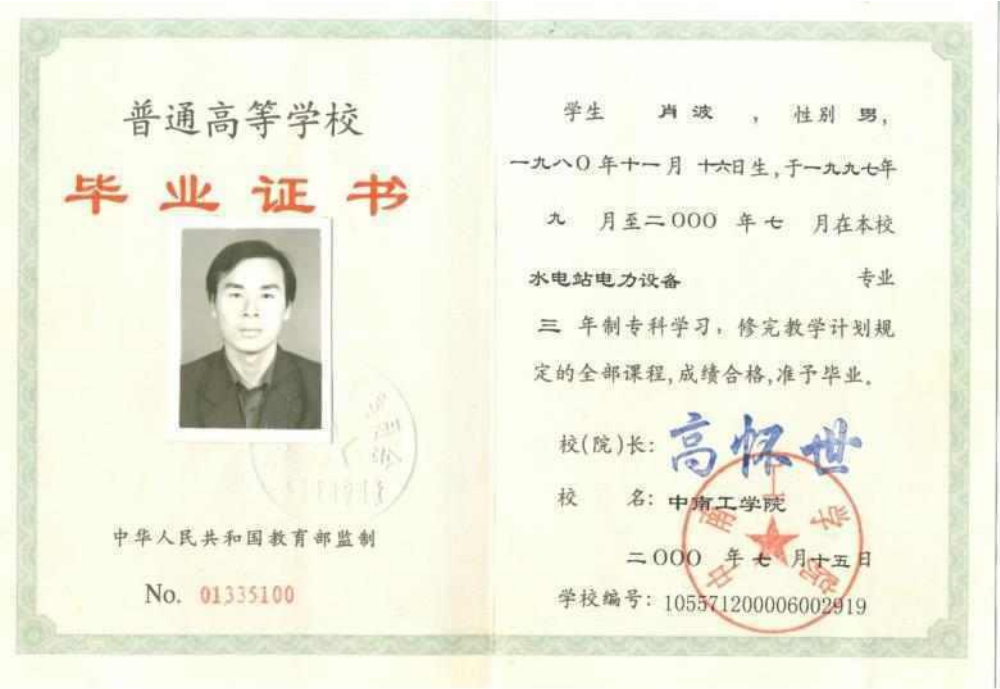 普通高等学校
毕业证书
中华人民共和国教育部监制
No. 01335100
学生 肖波 , 性别 男,
一九八〇年十一月 十六日生,于一九九七年
九 月至二〇〇〇 年七 月在本校
水电站电力设备 专业
三 年制专科学习,修完教学计划规
定的全部课程,成绩合格,准予毕业。
校(院)长: 高怀世
校 名: 中南工学院
二〇〇〇 年七 月十五日
学校编号: 105571200006002919
中南工学院